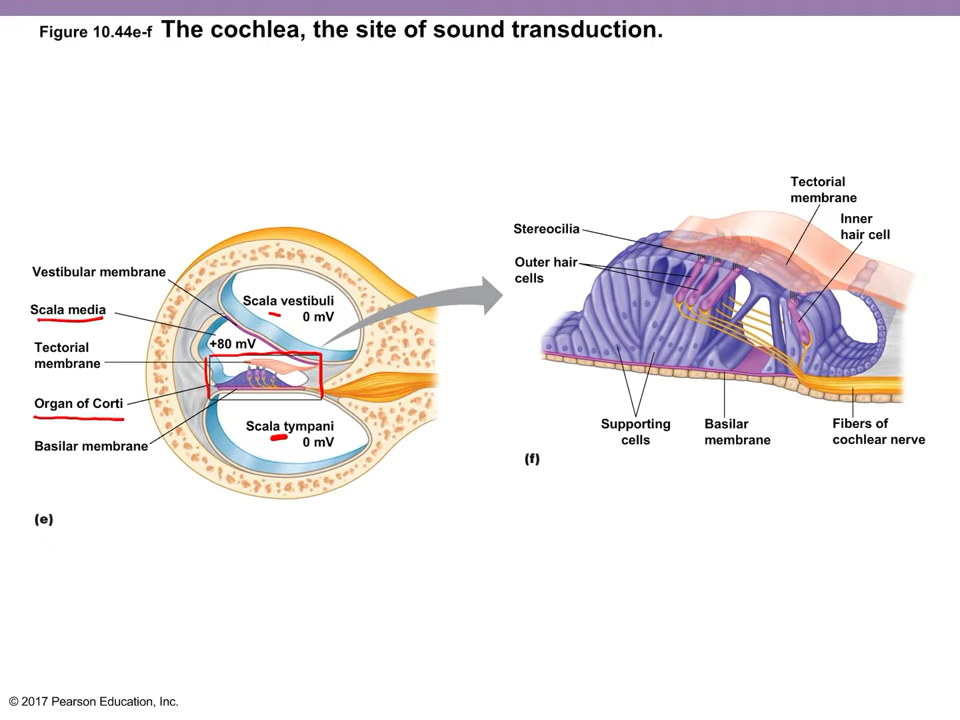 Figure 10.44e-f The cochlea, the site of sound transduction.
Vestibular membrane
Scala media
Tectorial
membrane
Organ of Corti
Basilar membrane
Scala vestibuli
0 mV
+80 mV
Scala tympani
0 mV
(e)
Tectorial
membrane
Inner
hair cell
Stereocilia
Outer hair
cells
Supporting
cells
Basilar
membrane
Fibers of
cochlear nerve
(f)
© 2017 Pearson Education, Inc.